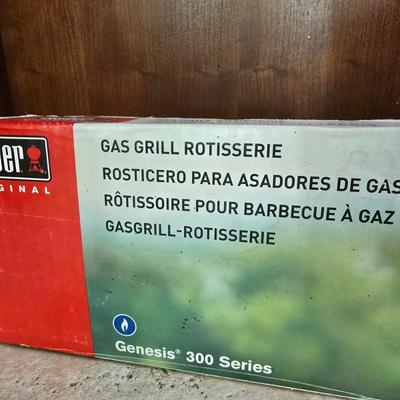 GAS GRILL ROTISSERIE
ROSTICERO PARA ASADORES DE GAS
RÔTISSOIRE POUR BARBECUE À GAZ
GASGRILL-ROTISSERIE
Genesis® 300 Series